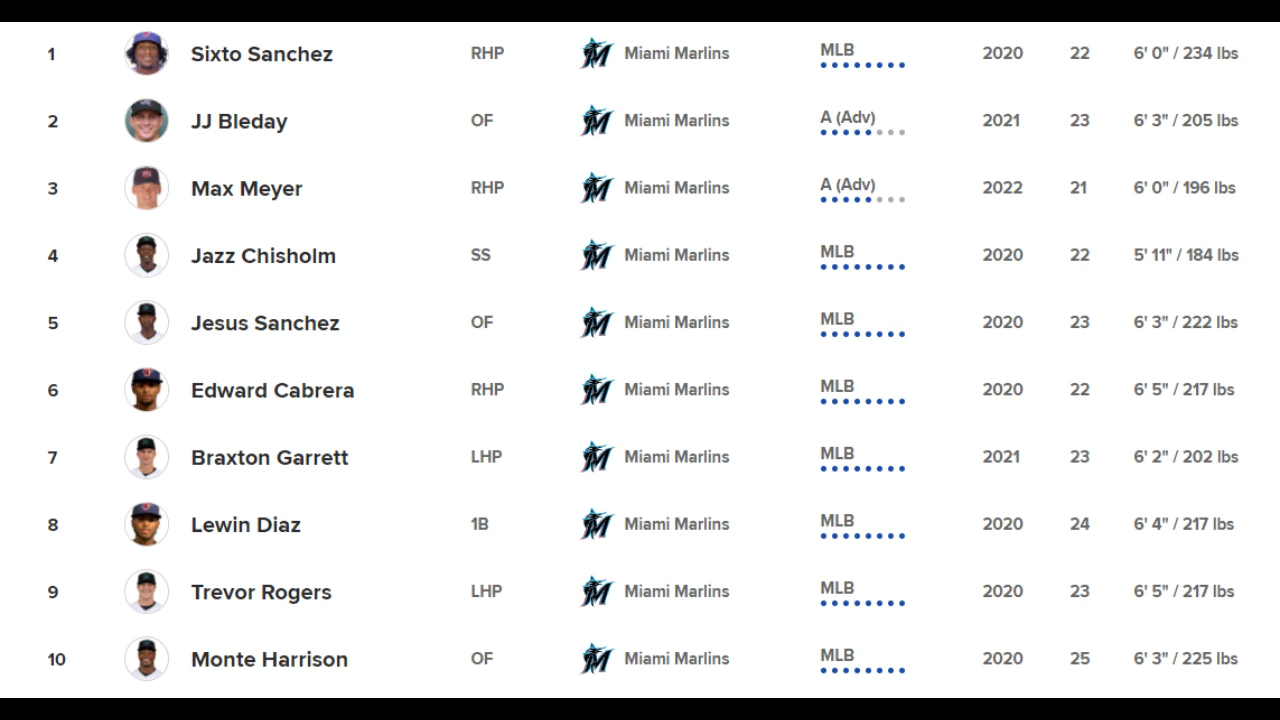 1 Sixto Sanchez RHP Miami Marlins MLB 2020 22 6' 0" / 234 lbs
2 JJ Bleday OF Miami Marlins A (Adv) 2021 23 6' 3" / 205 lbs
3 Max Meyer RHP Miami Marlins A (Adv) 2022 21 6' 0" / 196 lbs
4 Jazz Chisholm SS Miami Marlins MLB 2020 22 5' 11" / 184 lbs
5 Jesus Sanchez OF Miami Marlins MLB 2020 23 6' 3" / 222 lbs
6 Edward Cabrera RHP Miami Marlins MLB 2020 22 6' 5" / 217 lbs
7 Braxton Garrett LHP Miami Marlins MLB 2021 23 6' 2" / 202 lbs
8 Lewin Diaz 1B Miami Marlins MLB 2020 24 6' 4" / 217 lbs
9 Trevor Rogers LHP Miami Marlins MLB 2020 23 6' 5" / 217 lbs
10 Monte Harrison OF Miami Marlins MLB 2020 25 6' 3" / 225 lbs